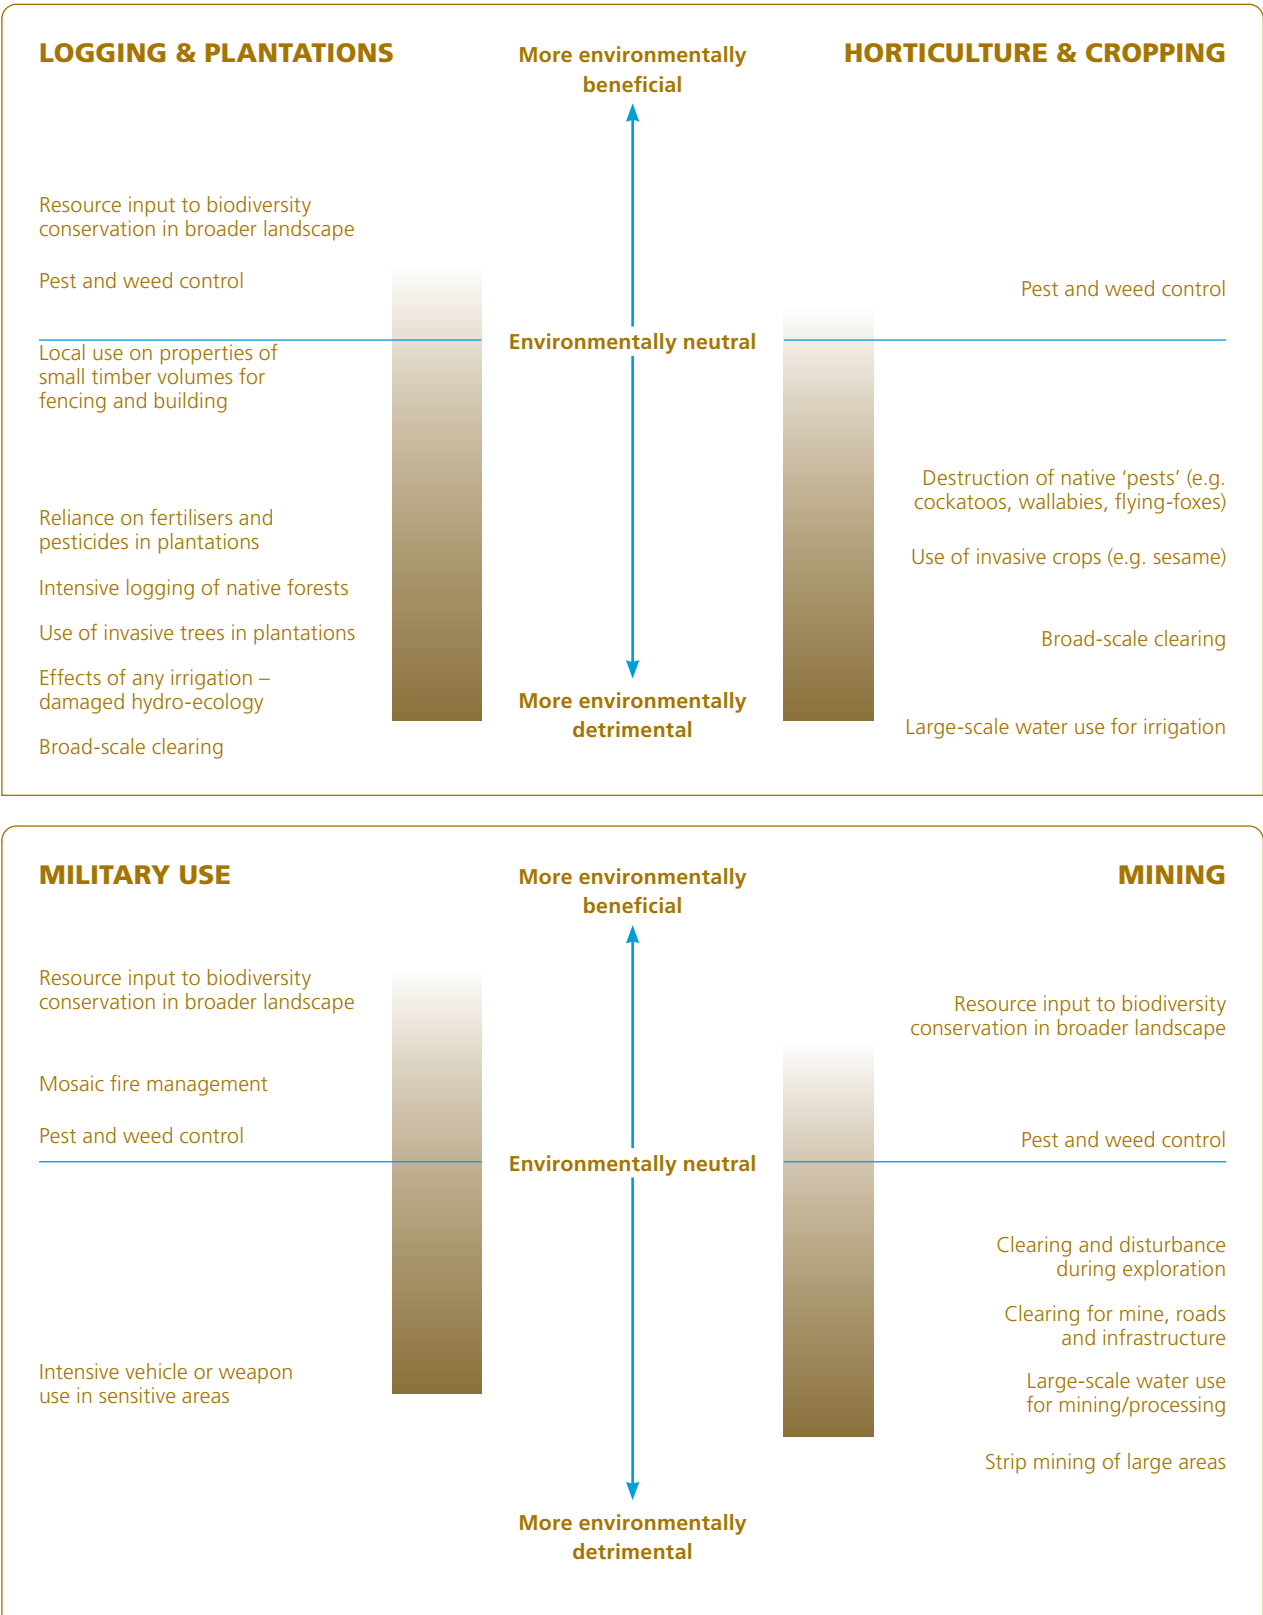 LOGGING & PLANTATIONS
More environmentally
beneficial
HORTICULTURE & CROPPING
Resource input to biodiversity
conservation in broader landscape
Pest and weed control
Pest and weed control
Environmentally neutral
Local use on properties of
small timber volumes for
fencing and building
Destruction of native ‘pests’ (e.g.
cockatoos, wallabies, flying-foxes)
Reliance on fertilisers and
pesticides in plantations
Use of invasive crops (e.g. sesame)
Intensive logging of native forests
Use of invasive trees in plantations
Broad-scale clearing
Effects of any irrigation –
damaged hydro-ecology
More environmentally
detrimental
Large-scale water use for irrigation
Broad-scale clearing
MILITARY USE
More environmentally
beneficial
MINING
Resource input to biodiversity
conservation in broader landscape
Resource input to biodiversity
conservation in broader landscape
Mosaic fire management
Pest and weed control
Pest and weed control
Environmentally neutral
Clearing and disturbance
during exploration
Clearing for mine, roads
and infrastructure
Intensive vehicle or weapon
use in sensitive areas
Large-scale water use
for mining/processing
Strip mining of large areas
More environmentally
detrimental